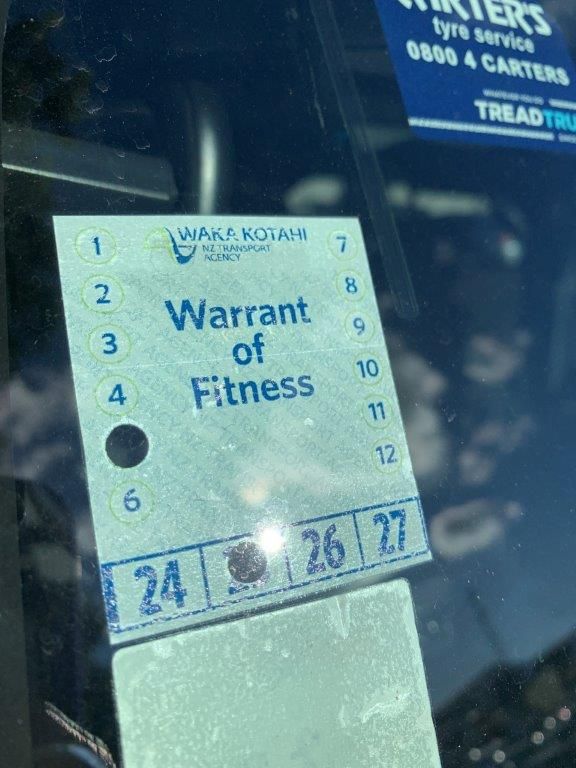 CARTER'S
tyre service
0800 4 CARTERS
TREADTRU
1
2
3
4
6
WAKA KOTAHI
NZ TRANSPORT
AGENCY
Warrant
of
Fitness
7
8
9
10
11
12
24
26
27